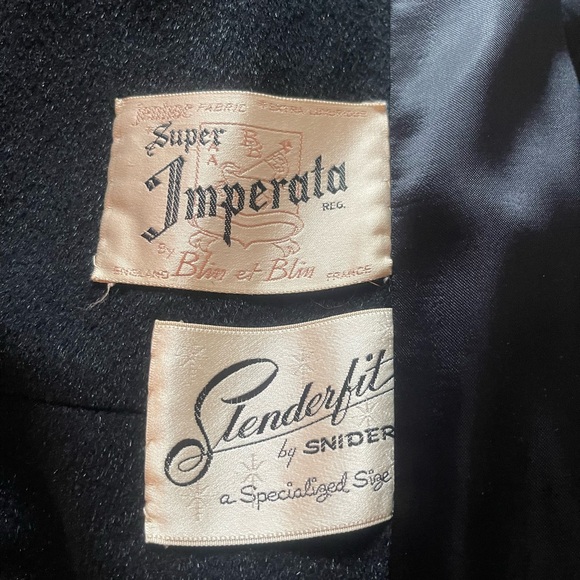 FABRIC
Super
A B B A
Imperata
REG.
By Blin et Blin
ENGLAND FRANCE
Slenderfit
by SNIDER
a Specialized Size